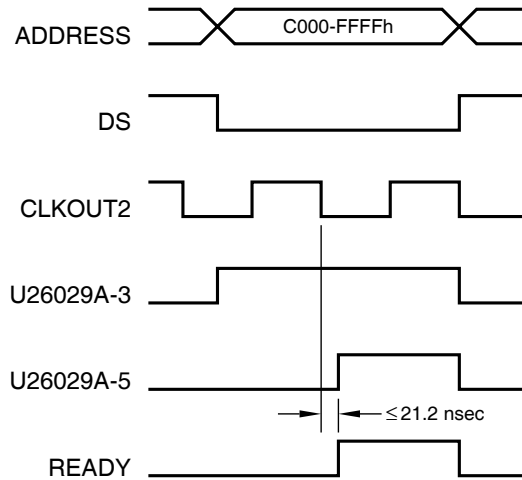 ADDRESS
C000-FFFFh
DS
CLKOUT2
U26029A-3
U26029A-5
≤21.2 nsec
READY